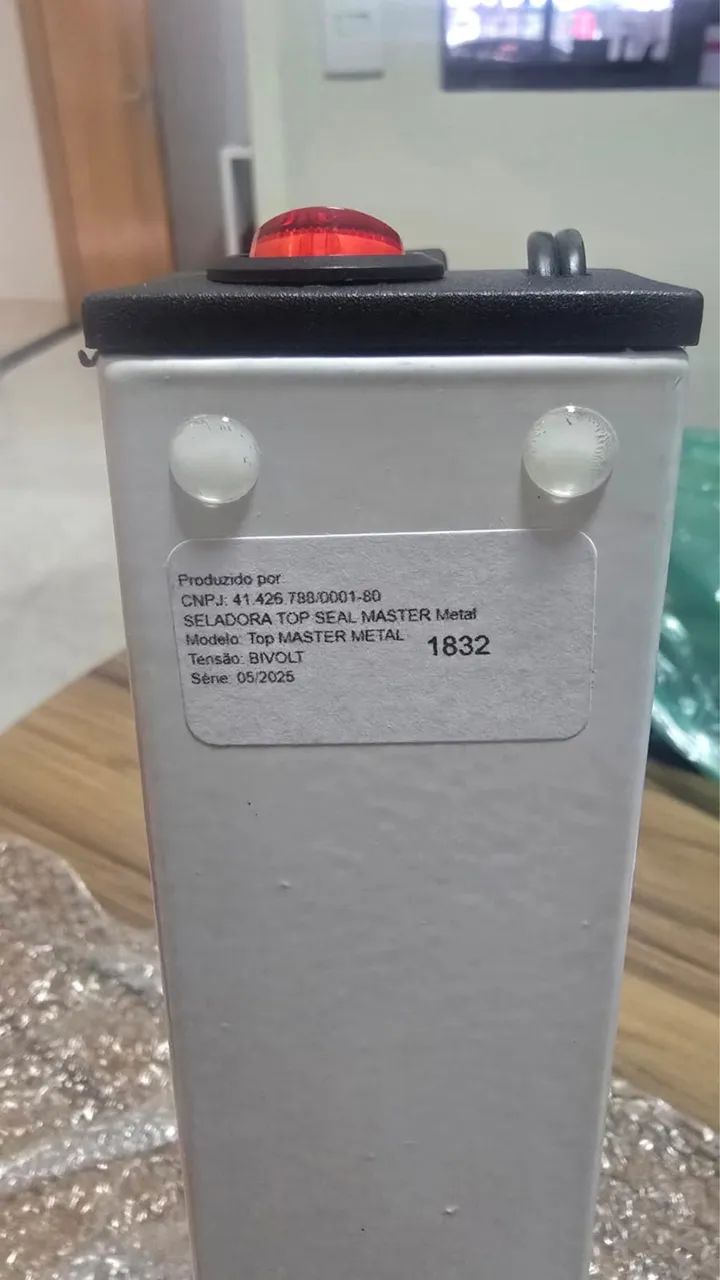 Produzido por:
CNPJ: 41.426.788/0001-80
SELADORA TOP SEAL MASTER Metal
Modelo: Top MASTER METAL
1832
Tensão: BIVOLT
Série: 05/2025